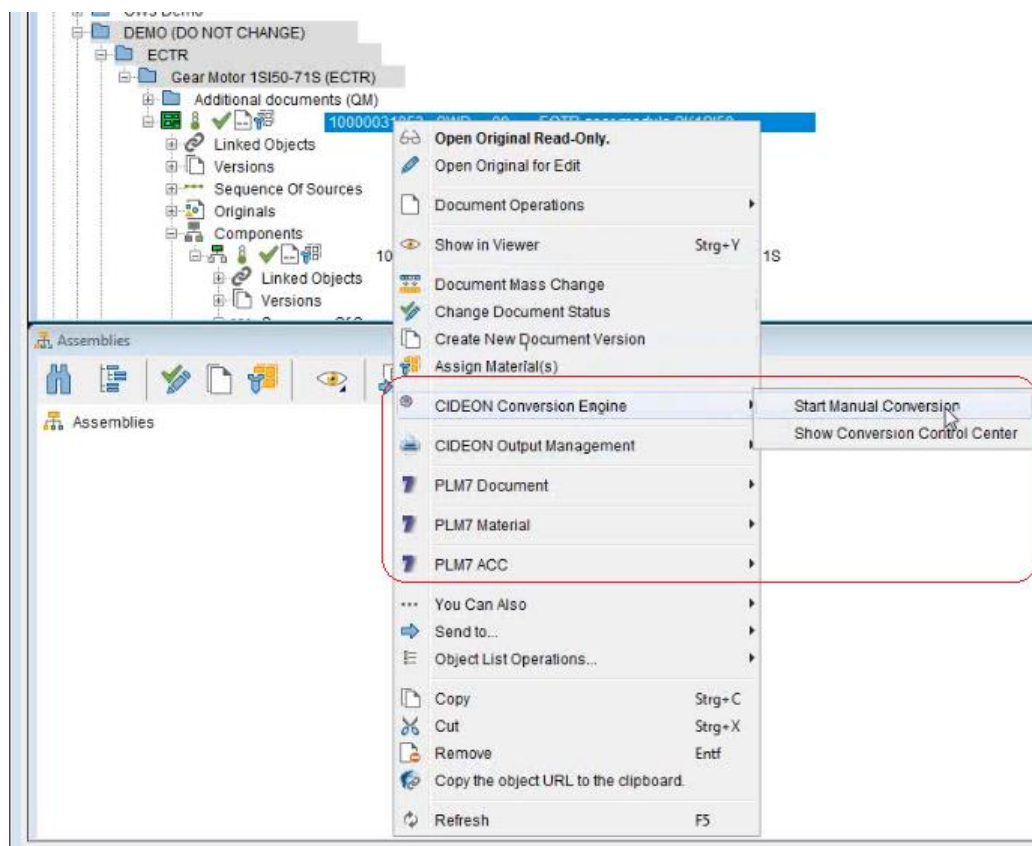 Ows Demo
DEMO (DO NOT CHANGE)
ECTR
Gear Motor 1SI50-71S (ECTR)
Additional documents (QM)
Linked Objects
Versions
Sequence Of Sources
Originals
Components
10
1S
Linked Objects
Versions
Open Original Read-Only.
Open Original for Edit
Document Operations
Show in Viewer Strg+Y
Document Mass Change
Change Document Status
Create New Document Version
Assign Material(s)
CIDEON Conversion Engine
Start Manual Conversion
Show Conversion Control Center
CIDEON Output Management
PLM7 Document
PLM7 Material
PLM7 ACC
You Can Also
Send to...
Object List Operations...
Copy Strg+C
Cut Strg+X
Remove Entf
Copy the object URL to the clipboard.
Refresh F5
Assemblies
Assemblies